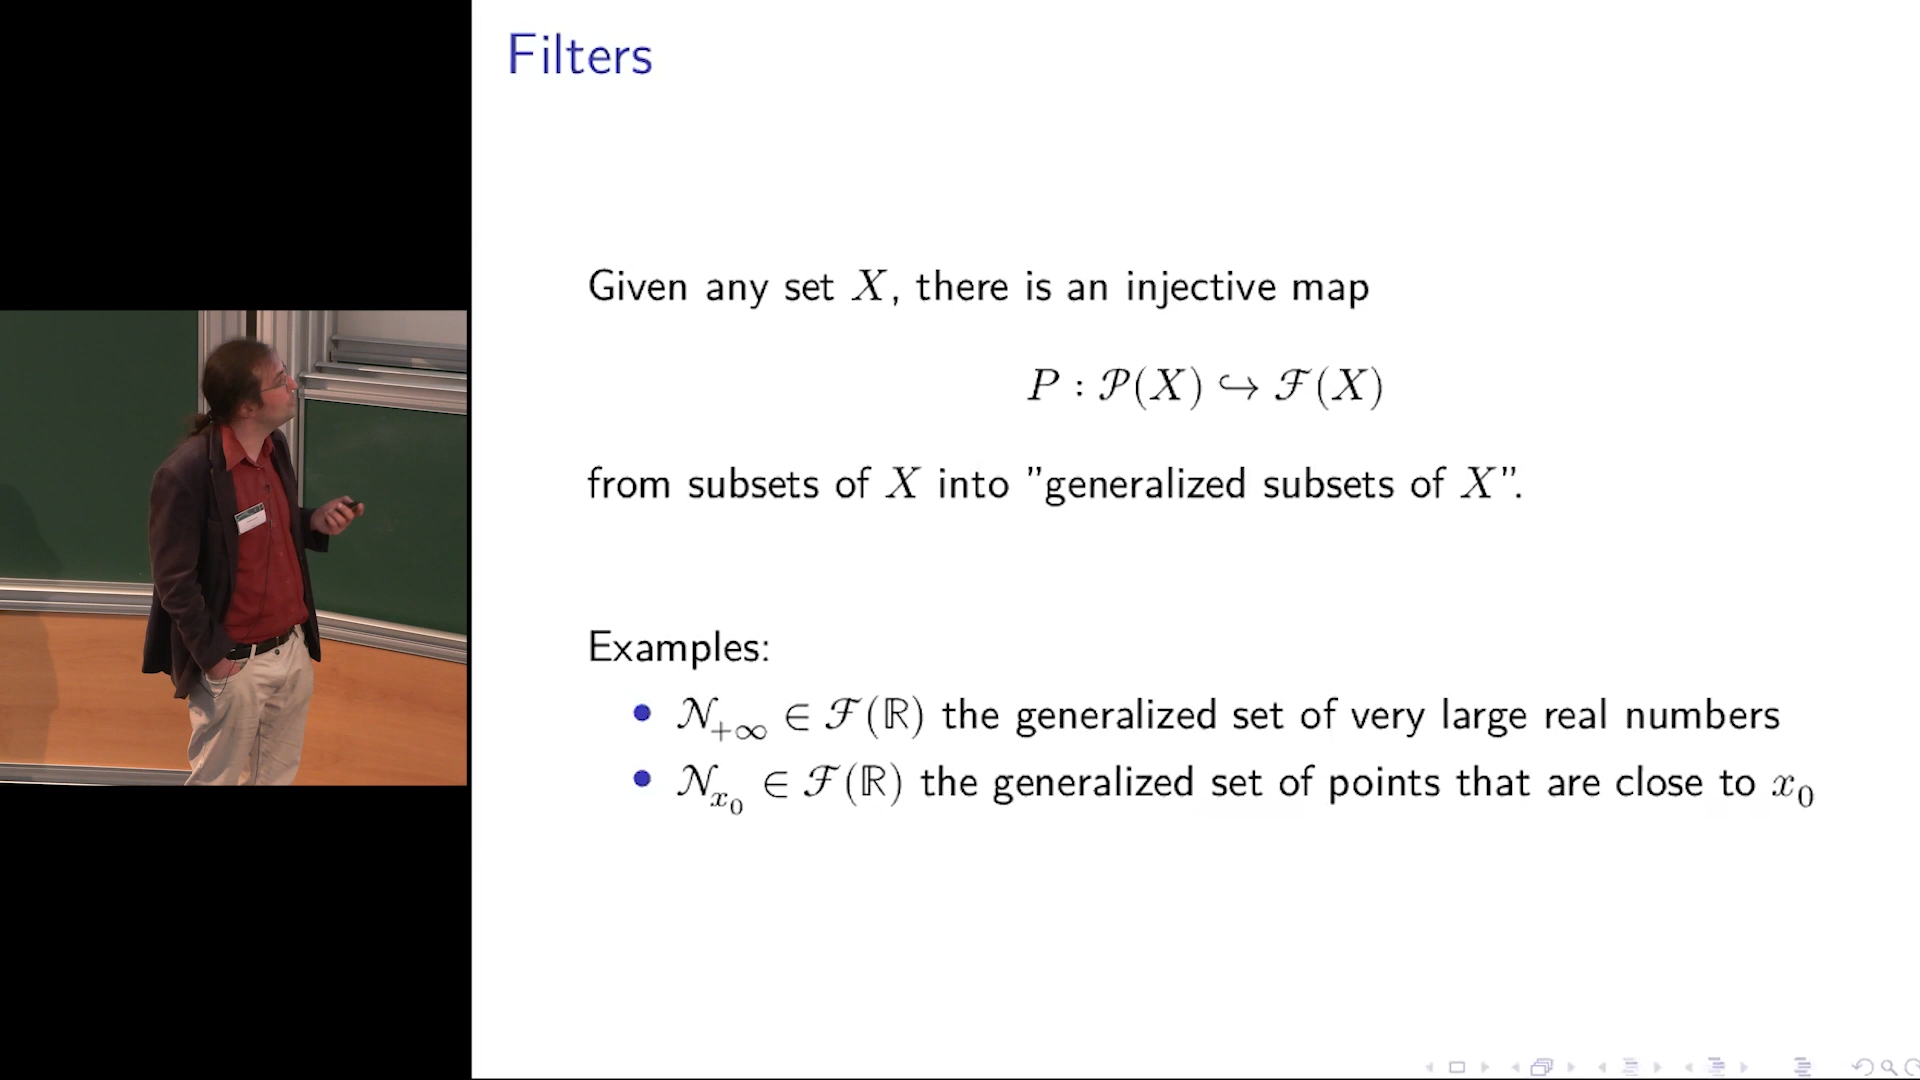 Filters
Given any set X, there is an injective map
P : 𝒫(X) ↪ ℱ(X)
from subsets of X into ”generalized subsets of X”.
Examples:
• 𝒩₊∞ ∈ ℱ(ℝ) the generalized set of very large real numbers
• 𝒩ₓ₀ ∈ ℱ(ℝ) the generalized set of points that are close to x₀